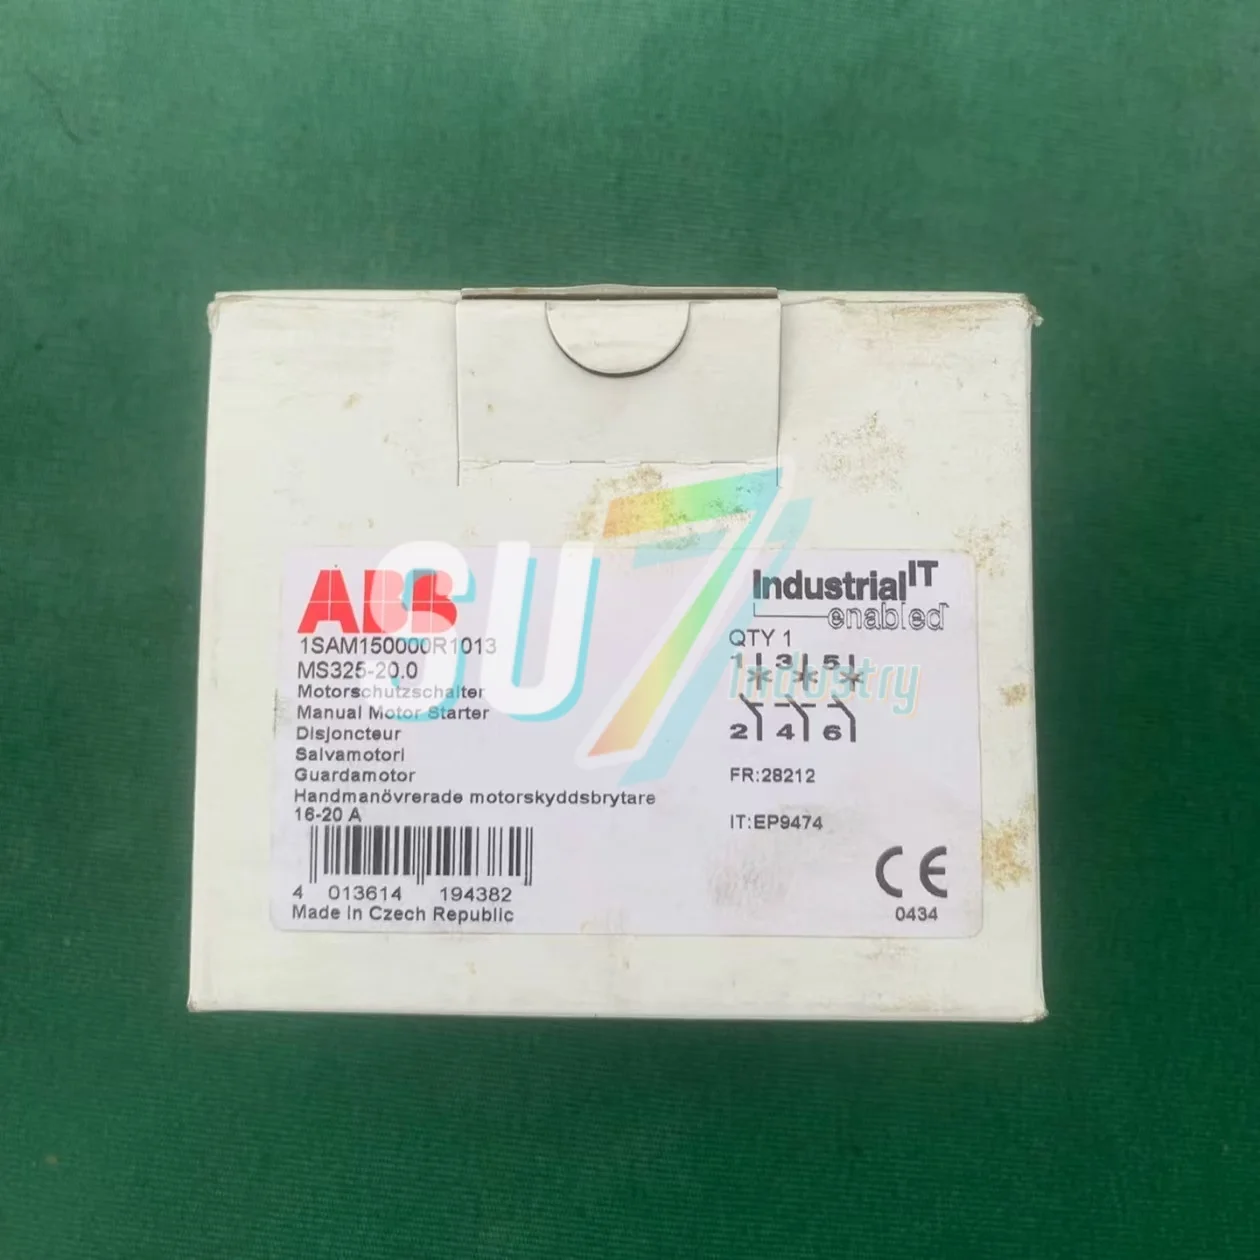 ABB
1SAM150000R1013
MS325-20.0
Motorschutzschalter
Manual Motor Starter
Disjoncteur
Salvamotori
Guardamotor
Handmanövrerade motorskyddsbrytare
16-20 A
4 013614 194382
Made in Czech Republic
Industrial IT
enabled
QTY 1
1 3 5
2 4 6
FR:28212
IT:EP9474
CE
0434
SU7
Industry